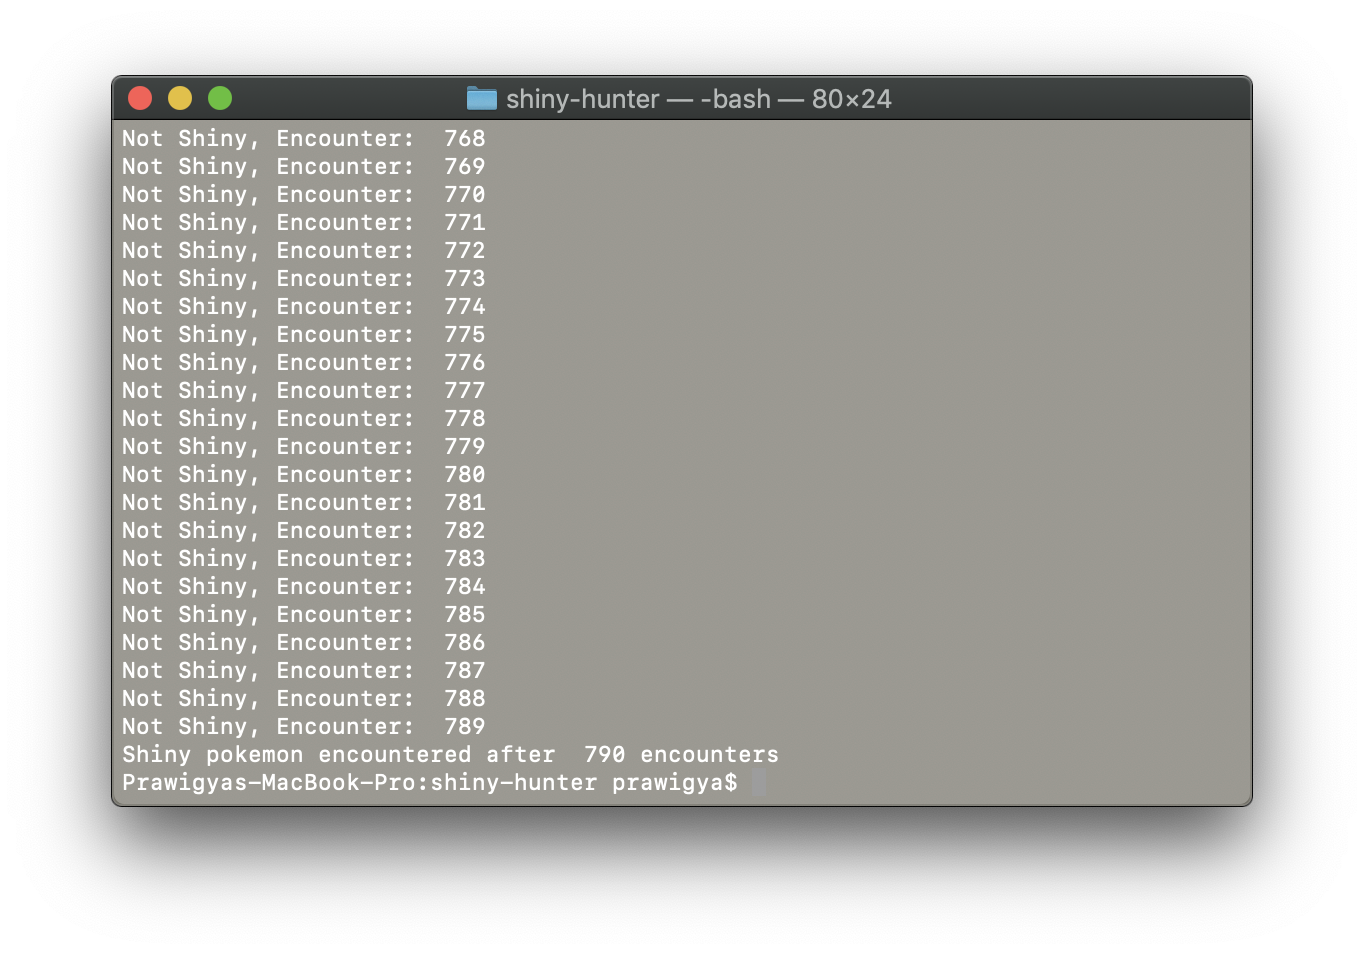 shiny-hunter — -bash — 80×24
Not Shiny, Encounter:  768
Not Shiny, Encounter:  769
Not Shiny, Encounter:  770
Not Shiny, Encounter:  771
Not Shiny, Encounter:  772
Not Shiny, Encounter:  773
Not Shiny, Encounter:  774
Not Shiny, Encounter:  775
Not Shiny, Encounter:  776
Not Shiny, Encounter:  777
Not Shiny, Encounter:  778
Not Shiny, Encounter:  779
Not Shiny, Encounter:  780
Not Shiny, Encounter:  781
Not Shiny, Encounter:  782
Not Shiny, Encounter:  783
Not Shiny, Encounter:  784
Not Shiny, Encounter:  785
Not Shiny, Encounter:  786
Not Shiny, Encounter:  787
Not Shiny, Encounter:  788
Not Shiny, Encounter:  789
Shiny pokemon encountered after  790 encounters
Prawigyas-MacBook-Pro:shiny-hunter prawigya$